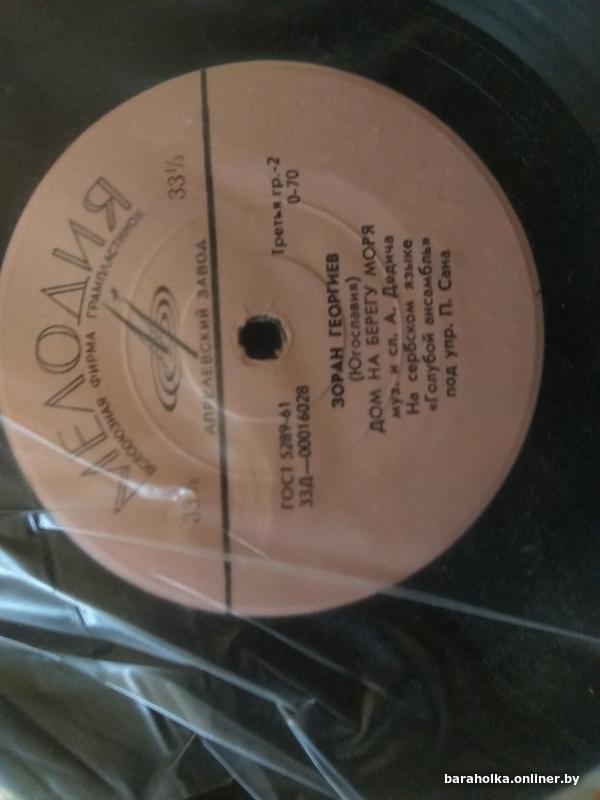 МЕЛОДИЯ
ВСЕСОЮЗНАЯ ФИРМА ГРАМПЛАСТИНОК
33⅓ 33⅓
АПРЕЛЕВСКИЙ ЗАВОД
ГОСТ 5289-61 Третья гр.-2
33Д—00016028 0-70
ЗОРАН ГЕОРГИЕВ
(Югославия)
ДОМ НА БЕРЕГУ МОРЯ
муз. и сл. А. Дедича
На сербском языке
«Голубой ансамбль»
под упр. П. Сана
baraholka.onliner.by